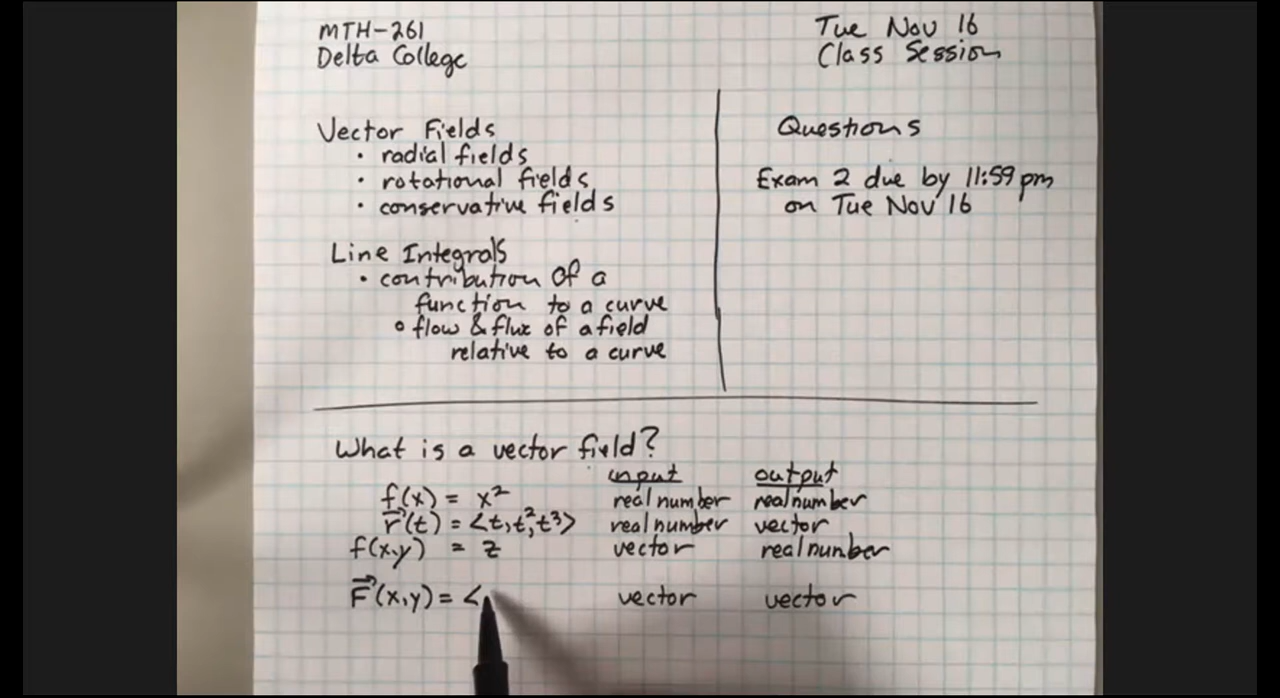 MTH-261
Delta College
Tue Nov 16
Class Session
Vector Fields
• radial fields
• rotational fields
• conservative fields
Line Integrals
• contribution of a
function to a curve
• flow & flux of a field
relative to a curve
Questions
Exam 2 due by 11:59 pm
on Tue Nov 16
What is a vector field?
input output
f(x) = x² real number real number
r⃗(t) = <t, t², t³> real number vector
f(x,y) = z vector real number
F⃗(x,y) = < vector vector